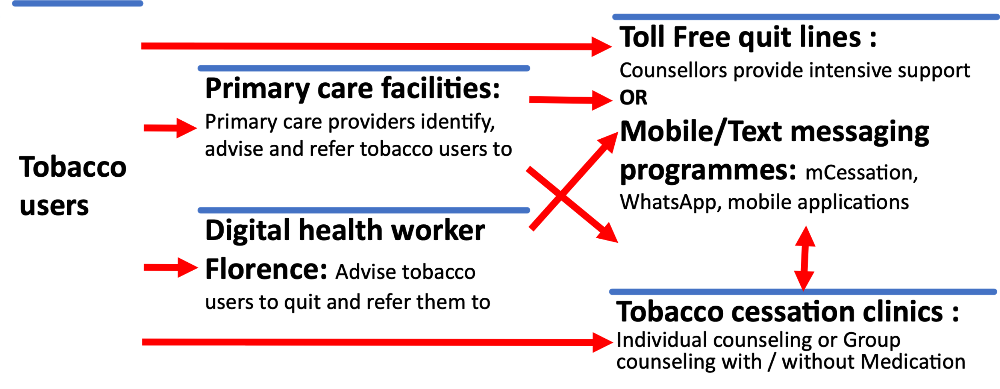 Tobacco
users
Primary care facilities:
Primary care providers identify,
advise and refer tobacco users to
Digital health worker
Florence: Advise tobacco
users to quit and refer them to
Toll Free quit lines :
Counsellors provide intensive support
OR
Mobile/Text messaging
programmes: mCessation,
WhatsApp, mobile applications
Tobacco cessation clinics :
Individual counseling or Group
counseling with / without Medication